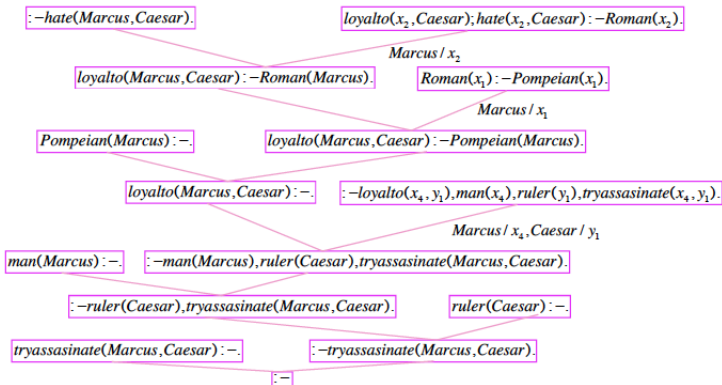 :−hate(Marcus,Caesar). loyalto(x₂,Caesar);hate(x₂,Caesar):−Roman(x₂).
Marcus/x₂
loyalto(Marcus,Caesar):−Roman(Marcus). Roman(x₁):−Pompeian(x₁).
Marcus/x₁
Pompeian(Marcus):−. loyalto(Marcus,Caesar):−Pompeian(Marcus).
loyalto(Marcus,Caesar):−. :−loyalto(x₄,y₁),man(x₄),ruler(y₁),tryassasinate(x₄,y₁).
Marcus/x₄,Caesar/y₁
man(Marcus):−. :−man(Marcus),ruler(Caesar),tryassasinate(Marcus,Caesar).
:−ruler(Caesar),tryassasinate(Marcus,Caesar). ruler(Caesar):−.
tryassasinate(Marcus,Caesar):−. :−tryassasinate(Marcus,Caesar).
:−